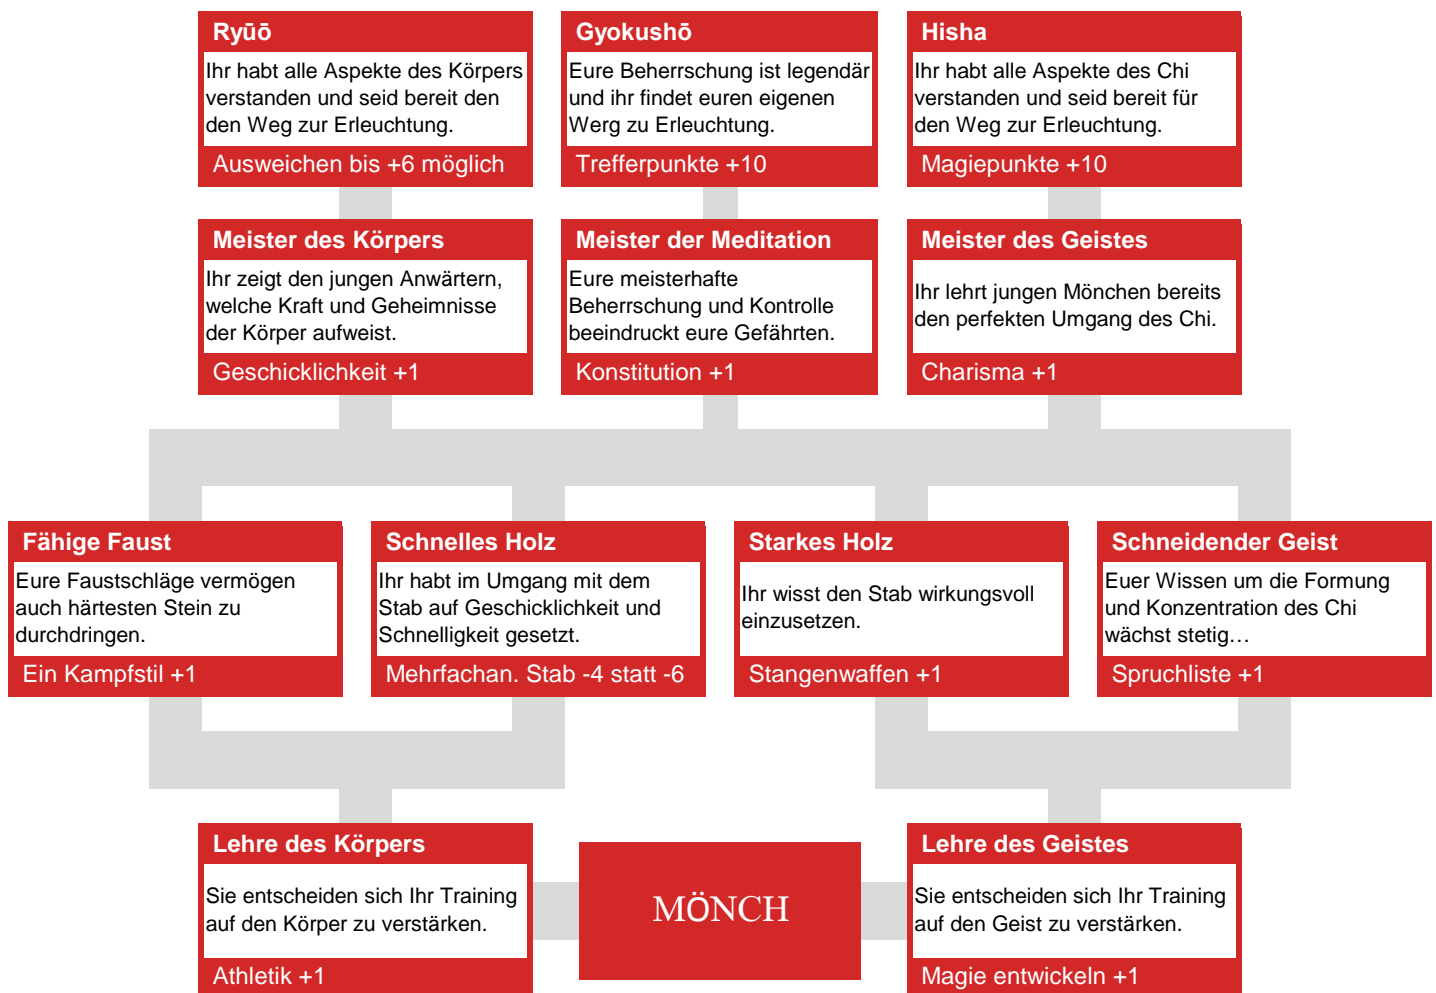 Ryūō
Ihr habt alle Aspekte des Körpers
verstanden und seid bereit den
den Weg zur Erleuchtung.
Ausweichen bis +6 möglich
Gyokushō
Eure Beherrschung ist legendär
und ihr findet euren eigenen
Werg zu Erleuchtung.
Trefferpunkte +10
Hisha
Ihr habt alle Aspekte des Chi
verstanden und seid bereit für
den Weg zur Erleuchtung.
Magiepunkte +10
Meister des Körpers
Ihr zeigt den jungen Anwärtern,
welche Kraft und Geheimnisse
der Körper aufweist.
Geschicklichkeit +1
Meister der Meditation
Eure meisterhafte
Beherrschung und Kontrolle
beeindruckt eure Gefährten.
Konstitution +1
Meister des Geistes
Ihr lehrt jungen Mönchen bereits
den perfekten Umgang des Chi.
Charisma +1
Fähige Faust
Eure Faustschläge vermögen
auch härtesten Stein zu
durchdringen.
Ein Kampfstil +1
Schnelles Holz
Ihr habt im Umgang mit dem
Stab auf Geschicklichkeit und
Schnelligkeit gesetzt.
Mehrfachan. Stab -4 statt -6
Starkes Holz
Ihr wisst den Stab wirkungsvoll
einzusetzen.
Stangenwaffen +1
Schneidender Geist
Euer Wissen um die Formung
und Konzentration des Chi
wächst stetig…
Spruchliste +1
Lehre des Körpers
Sie entscheiden sich Ihr Training
auf den Körper zu verstärken.
Athletik +1
MÖNCH
Lehre des Geistes
Sie entscheiden sich Ihr Training
auf den Geist zu verstärken.
Magie entwickeln +1